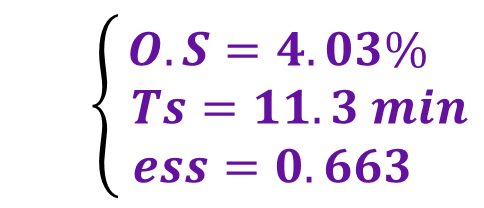 O.S = 4.03%
Ts = 11.3 min
ess = 0.663